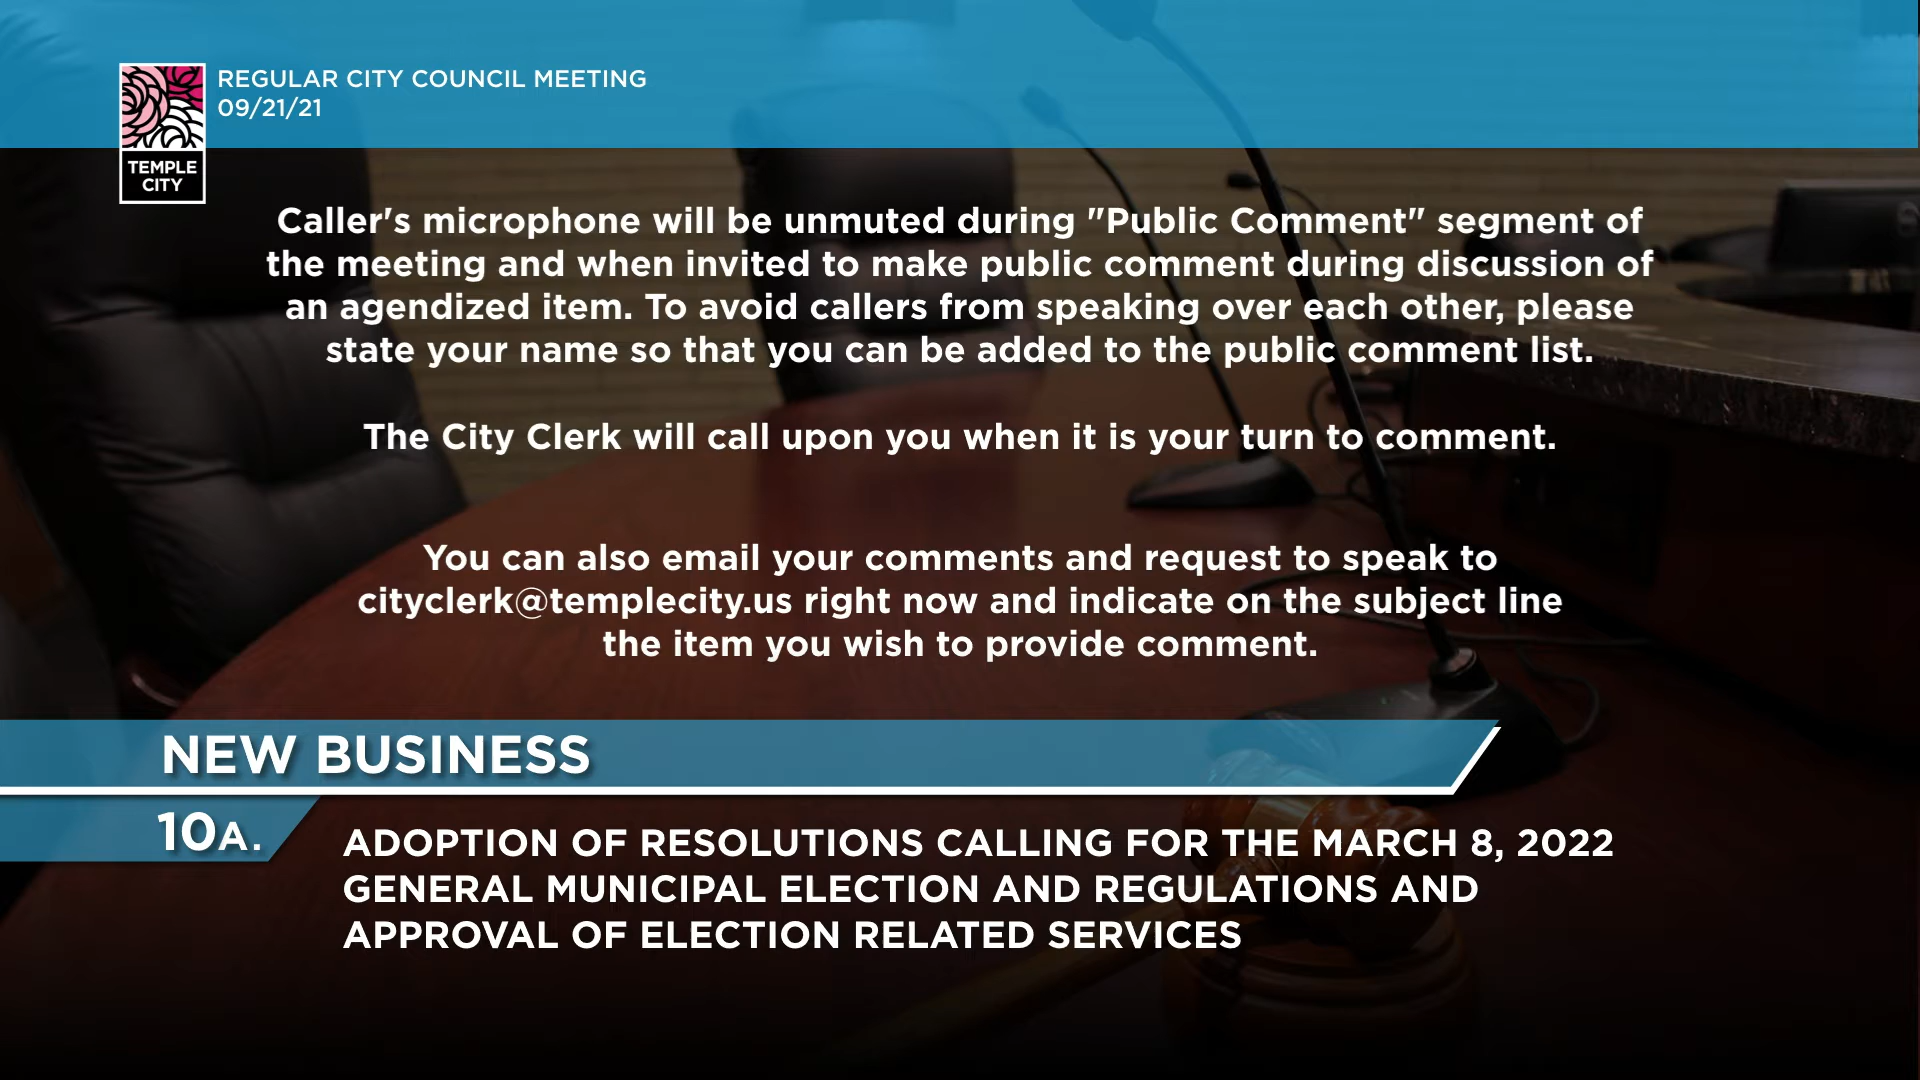 REGULAR CITY COUNCIL MEETING
09/21/21
TEMPLE
CITY
Caller's microphone will be unmuted during "Public Comment" segment of
the meeting and when invited to make public comment during discussion of
an agendized item. To avoid callers from speaking over each other, please
state your name so that you can be added to the public comment list.
The City Clerk will call upon you when it is your turn to comment.
You can also email your comments and request to speak to
cityclerk@templecity.us right now and indicate on the subject line
the item you wish to provide comment.
NEW BUSINESS
10A.
ADOPTION OF RESOLUTIONS CALLING FOR THE MARCH 8, 2022
GENERAL MUNICIPAL ELECTION AND REGULATIONS AND
APPROVAL OF ELECTION RELATED SERVICES